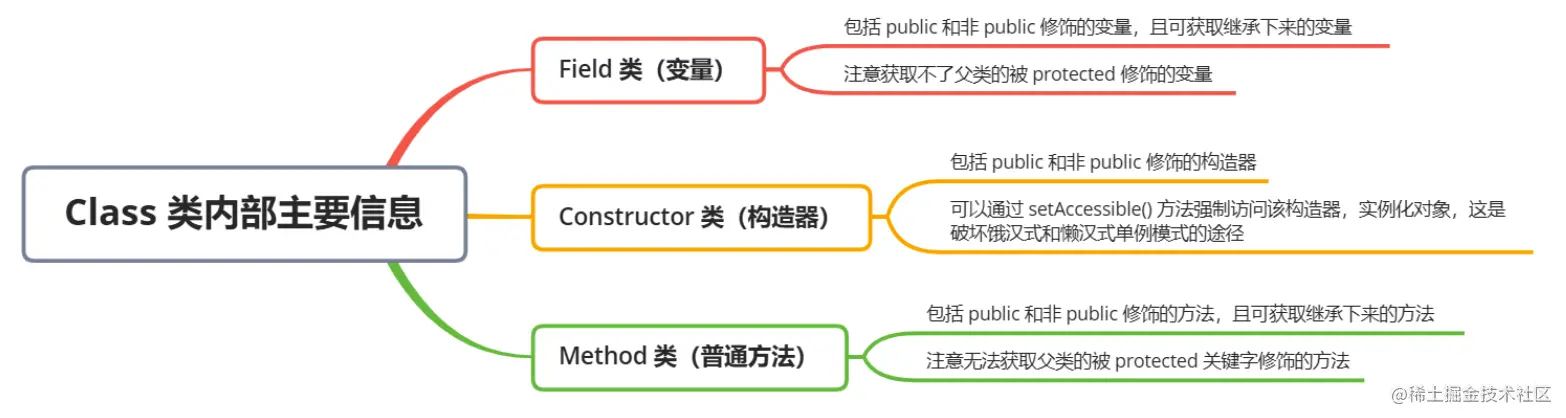 包括 public 和非 public 修饰的变量，且可获取继承下来的变量
Field 类（变量）
注意获取不了父类的被 protected 修饰的变量
包括 public 和非 public 修饰的构造器
Class 类内部主要信息
Constructor 类（构造器）
可以通过 setAccessible() 方法强制访问该构造器，实例化对象，这是
破坏饿汉式和懒汉式单例模式的途径
包括 public 和非 public 修饰的方法，且可获取继承下来的方法
Method 类（普通方法）
注意无法获取父类的被 protected 关键字修饰的方法
@稀土掘金技术社区